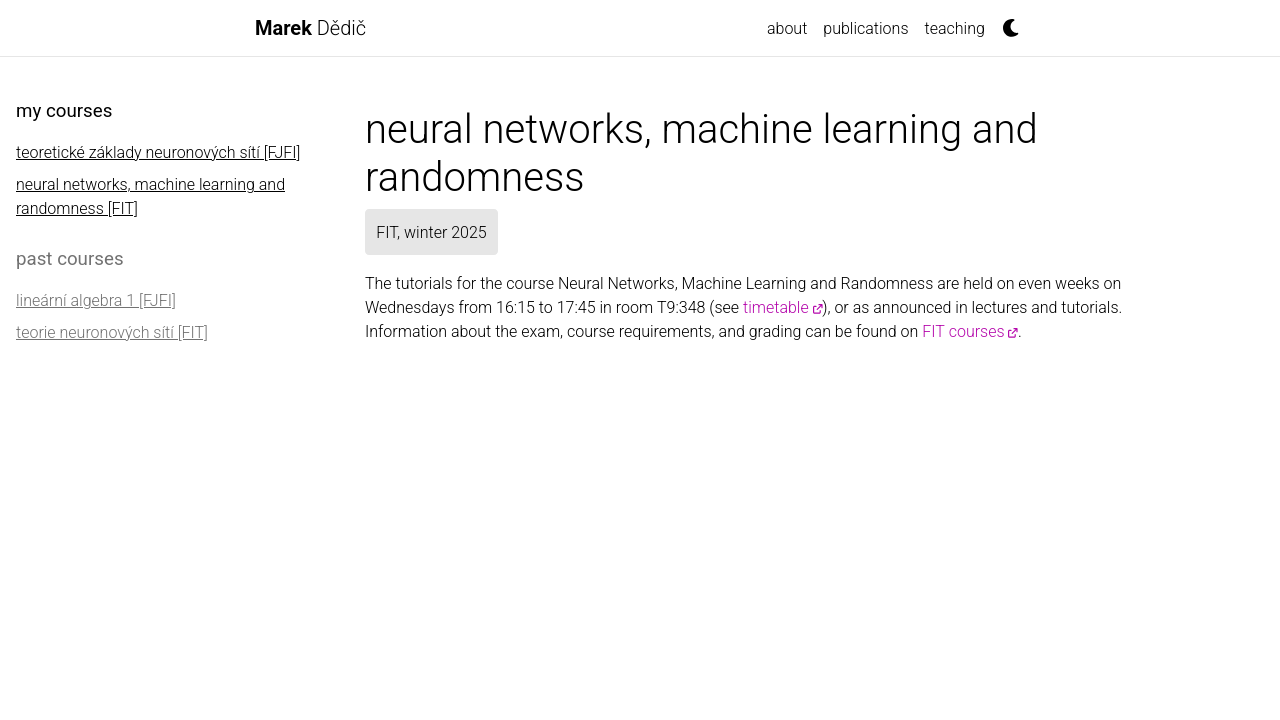 Marek Dědič
about publications teaching
my courses
teoretické základy neuronových sítí [FJFI]
neural networks, machine learning and
randomness [FIT]
past courses
lineární algebra 1 [FJFI]
teorie neuronových sítí [FIT]
neural networks, machine learning and
randomness
FIT, winter 2025
The tutorials for the course Neural Networks, Machine Learning and Randomness are held on even weeks on
Wednesdays from 16:15 to 17:45 in room T9:348 (see timetable), or as announced in lectures and tutorials.
Information about the exam, course requirements, and grading can be found on FIT courses.